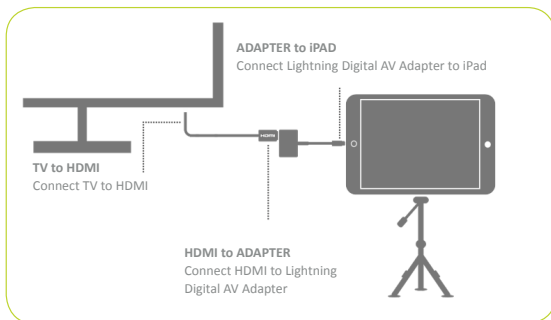 ADAPTER to iPAD
Connect Lightning Digital AV Adapter to iPad
HDMI
TV to HDMI
Connect TV to HDMI
HDMI to ADAPTER
Connect HDMI to Lightning
Digital AV Adapter